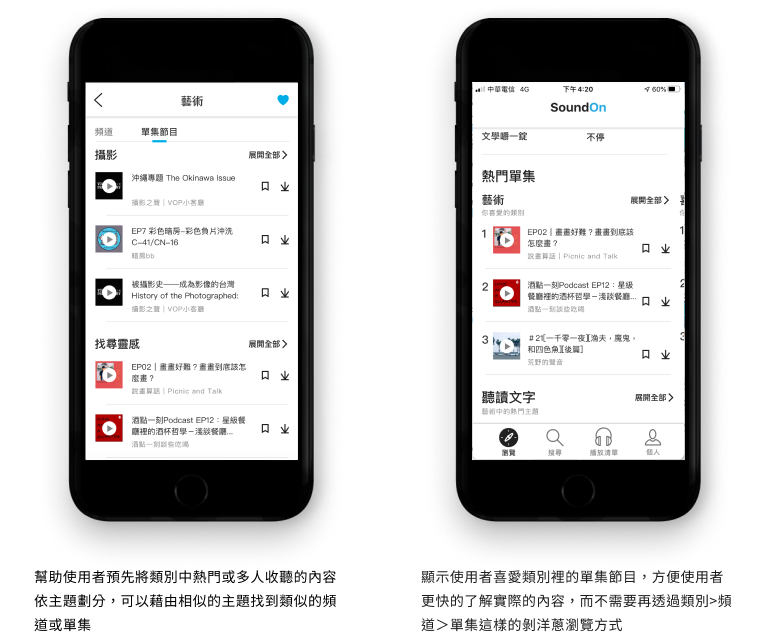 藝術
頻道
單集節目
攝影
展開全部
沖繩專題 The Okinawa Issue
攝影之聲 | VOP小客廳
EP7 彩色暗房–彩色負片沖洗
C–41/CN–16
暗房bb
被攝影史——成為影像的台灣
History of the Photographed:
攝影之聲 | VOP小客廳
找尋靈感
展開全部
EP02 | 畫畫好難？畫畫到底該怎
麼畫？
說畫算話 | Picnic and Talk
酒點一刻Podcast EP12：星級餐
廳裡的酒杯哲學－淺談餐廳...
酒點一刻談些吃喝
幫助使用者預先將類別中熱門或多人收聽的內容
依主題劃分，可以藉由相似的主題找到類似的頻
道或單集
中華電信 4G
下午4:20
60%
SoundOn
文學嚼一錠
不停
熱門單集
藝術
展開全部
你喜愛的類別
1
EP02 | 畫畫好難？畫畫到底該
怎麼畫？
說畫算話 | Picnic and Talk
2
酒點一刻Podcast EP12：星級
餐廳裡的酒杯哲學－淺談餐廳...
酒點一刻談些吃喝
3
＃21〖一千零一夜〗漁夫，魔鬼，
和四色魚〖後篇〗
荒野的聲音
聽讀文字
展開全部
藝術中的熱門主題
瀏覽
搜尋
播放清單
個人
顯示使用者喜愛類別裡的單集節目，方便使用者
更快的了解實際的內容，而不需要再透過類別>頻
道＞單集這樣的剝洋蔥瀏覽方式